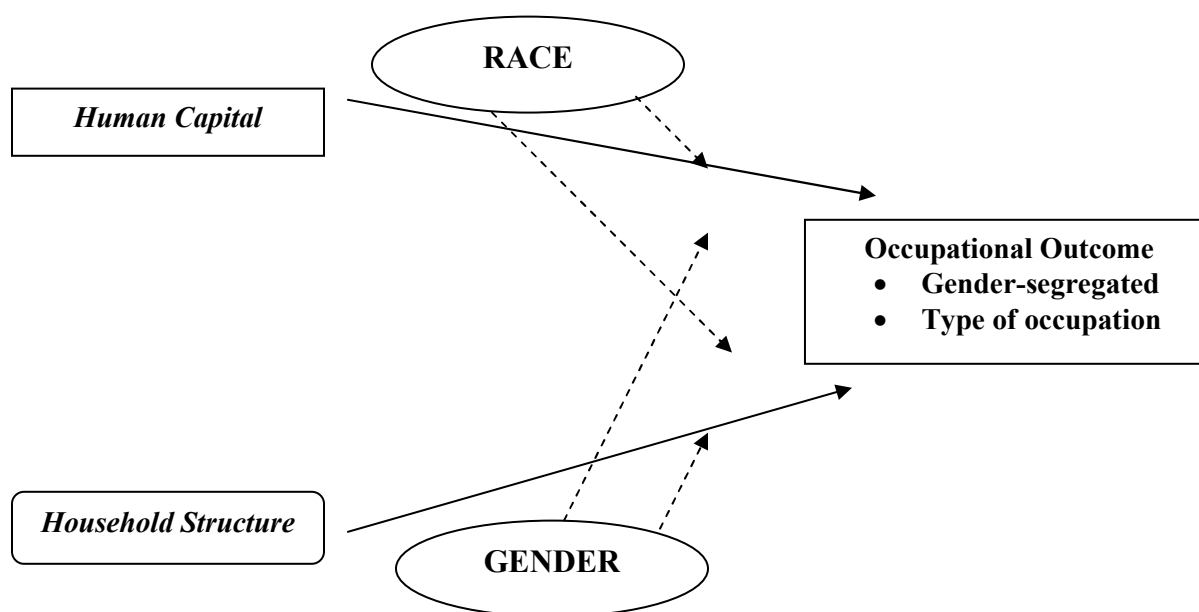 RACE
Human Capital
Occupational Outcome
• Gender-segregated
• Type of occupation
Household Structure
GENDER